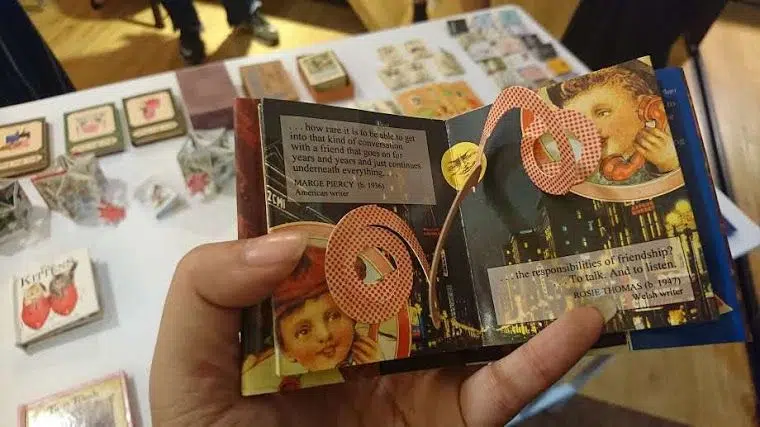 . . . how rare it is to be able to get
into that kind of conversation
with a friend that goes on for
years and years and just continues
underneath everything. . .
MARGE PIERCY (b. 1936)
American writer
ZCMI
. . . the responsibilities of friendship?
. . . To talk. And to listen.
ROSIE THOMAS (b. 1947)
Welsh writer